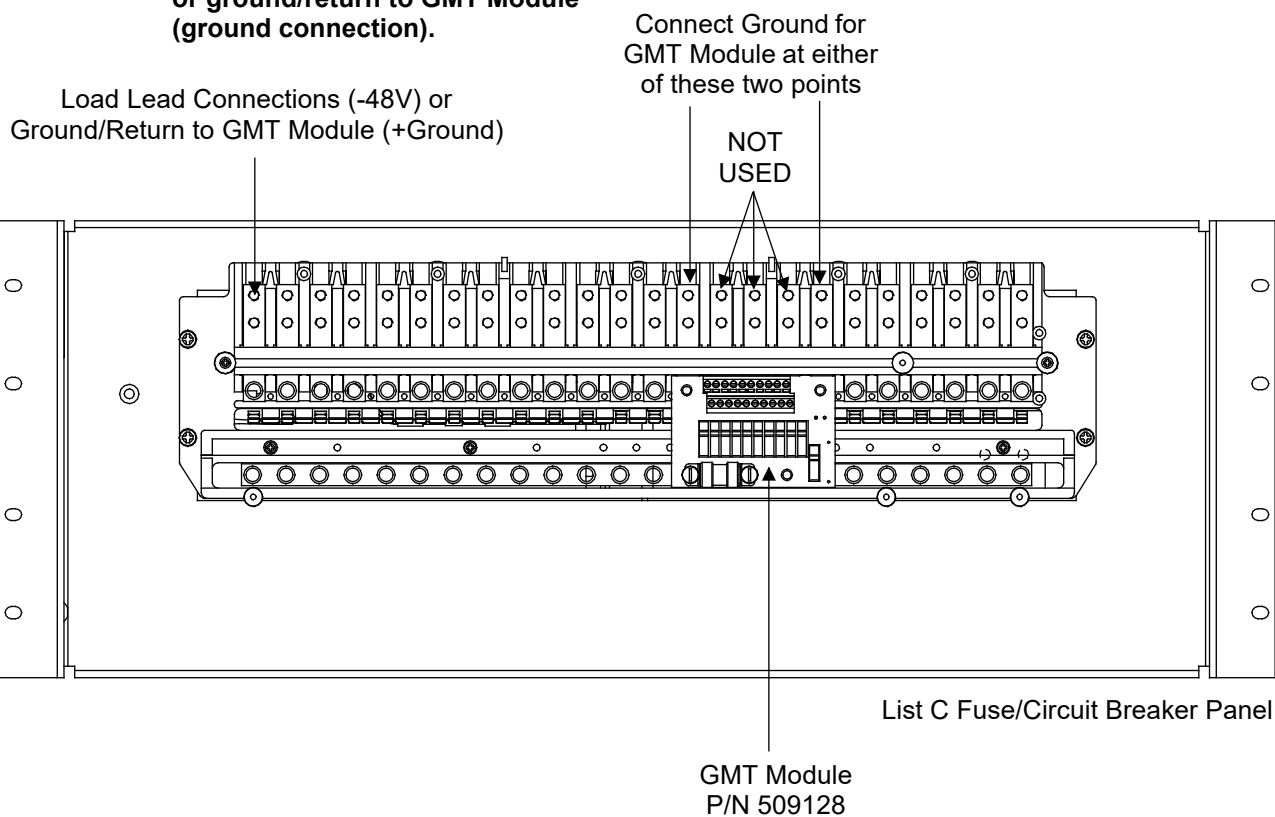 or ground/return to GMT Module
(ground connection).
Connect Ground for
GMT Module at either
of these two points
Load Lead Connections (-48V) or
Ground/Return to GMT Module (+Ground)
NOT
USED
List C Fuse/Circuit Breaker Panel
GMT Module
P/N 509128